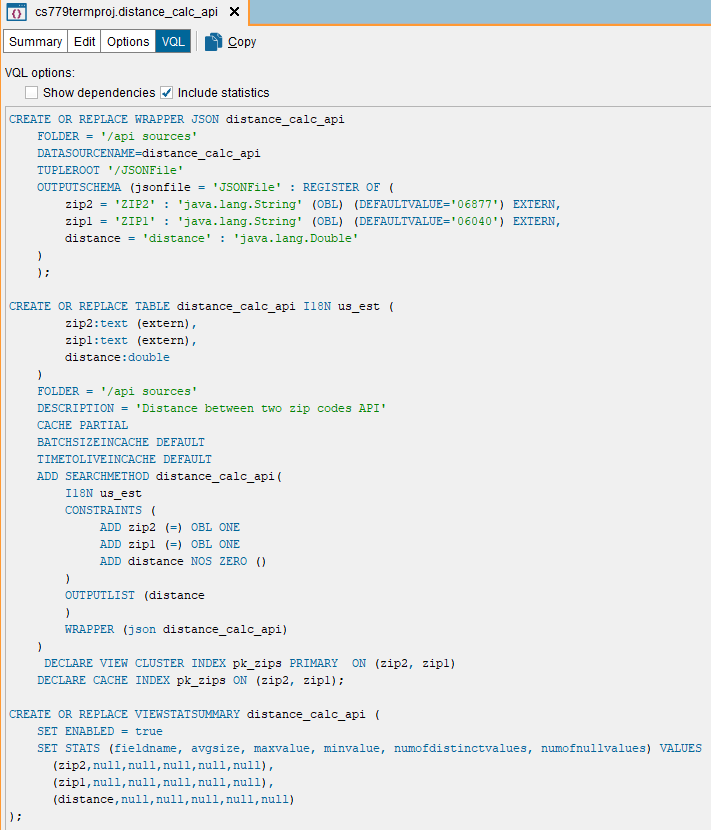 cs779termproj.distance_calc_api
Summary Edit Options VQL Copy
VQL options:
Show dependencies Include statistics
CREATE OR REPLACE WRAPPER JSON distance_calc_api
    FOLDER = '/api sources'
    DATASOURCENAME=distance_calc_api
    TUPLEROOT '/JSONFile'
    OUTPUTSCHEMA (jsonfile = 'JSONFile' : REGISTER OF (
        zip2 = 'ZIP2' : 'java.lang.String' (OBL) (DEFAULTVALUE='06877') EXTERN,
        zip1 = 'ZIP1' : 'java.lang.String' (OBL) (DEFAULTVALUE='06040') EXTERN,
        distance = 'distance' : 'java.lang.Double'
    )
    );
CREATE OR REPLACE TABLE distance_calc_api I18N us_est (
        zip2:text (extern),
        zip1:text (extern),
        distance:double
    )
    FOLDER = '/api sources'
    DESCRIPTION = 'Distance between two zip codes API'
    CACHE PARTIAL
    BATCHSIZEINCACHE DEFAULT
    TIMETOLIVEINCACHE DEFAULT
    ADD SEARCHMETHOD distance_calc_api(
        I18N us_est
        CONSTRAINTS (
             ADD zip2 (=) OBL ONE
             ADD zip1 (=) OBL ONE
             ADD distance NOS ZERO ()
        )
        OUTPUTLIST (distance
        )
        WRAPPER (json distance_calc_api)
    )
     DECLARE VIEW CLUSTER INDEX pk_zips PRIMARY  ON (zip2, zip1)
    DECLARE CACHE INDEX pk_zips ON (zip2, zip1);
CREATE OR REPLACE VIEWSTATSUMMARY distance_calc_api (
    SET ENABLED = true
    SET STATS (fieldname, avgsize, maxvalue, minvalue, numofdistinctvalues, numofnullvalues) VALUES
      (zip2,null,null,null,null,null),
      (zip1,null,null,null,null,null),
      (distance,null,null,null,null,null)
);